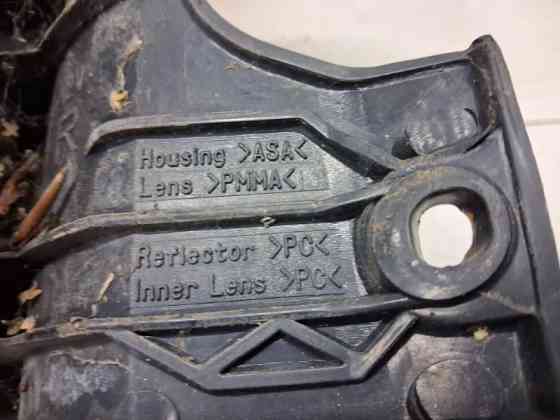 Housing >ASA<
Lens >PMMA<
Reflector >PC<
Inner Lens >PC<